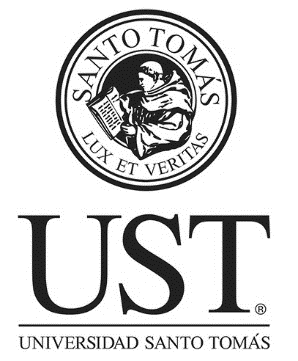 SANTO TOMÁS
LUX ET VERITAS
UST®
UNIVERSIDAD SANTO TOMÁS